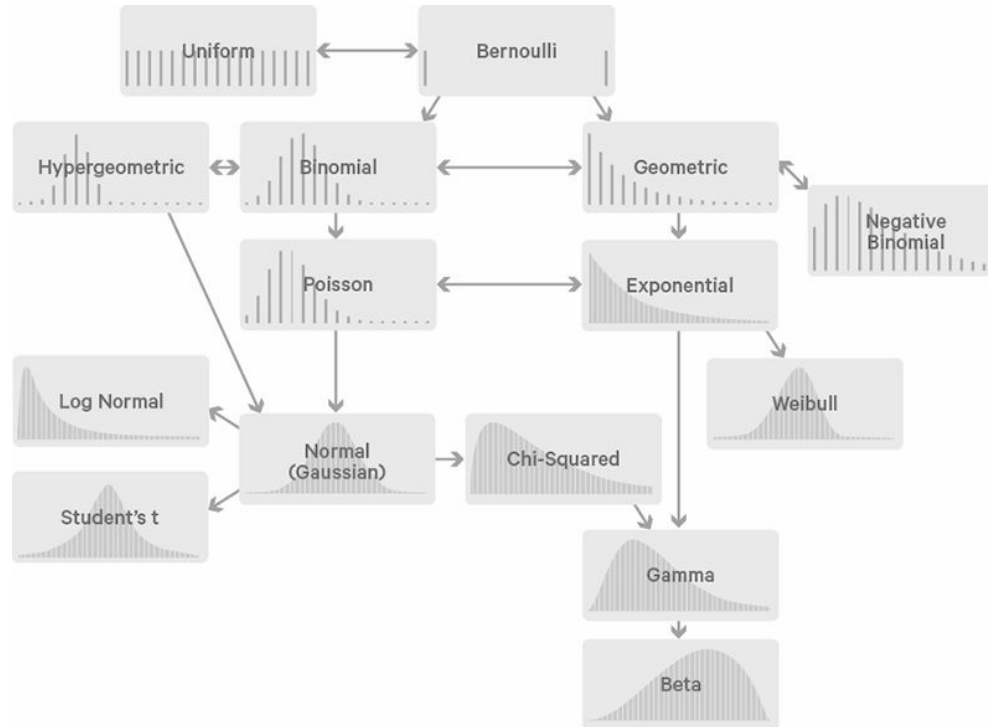 Uniform
Bernoulli
Hypergeometric
Binomial
Geometric
Negative
Binomial
Poisson
Exponential
Log Normal
Weibull
Normal
(Gaussian)
Chi-Squared
Student's t
Gamma
Beta